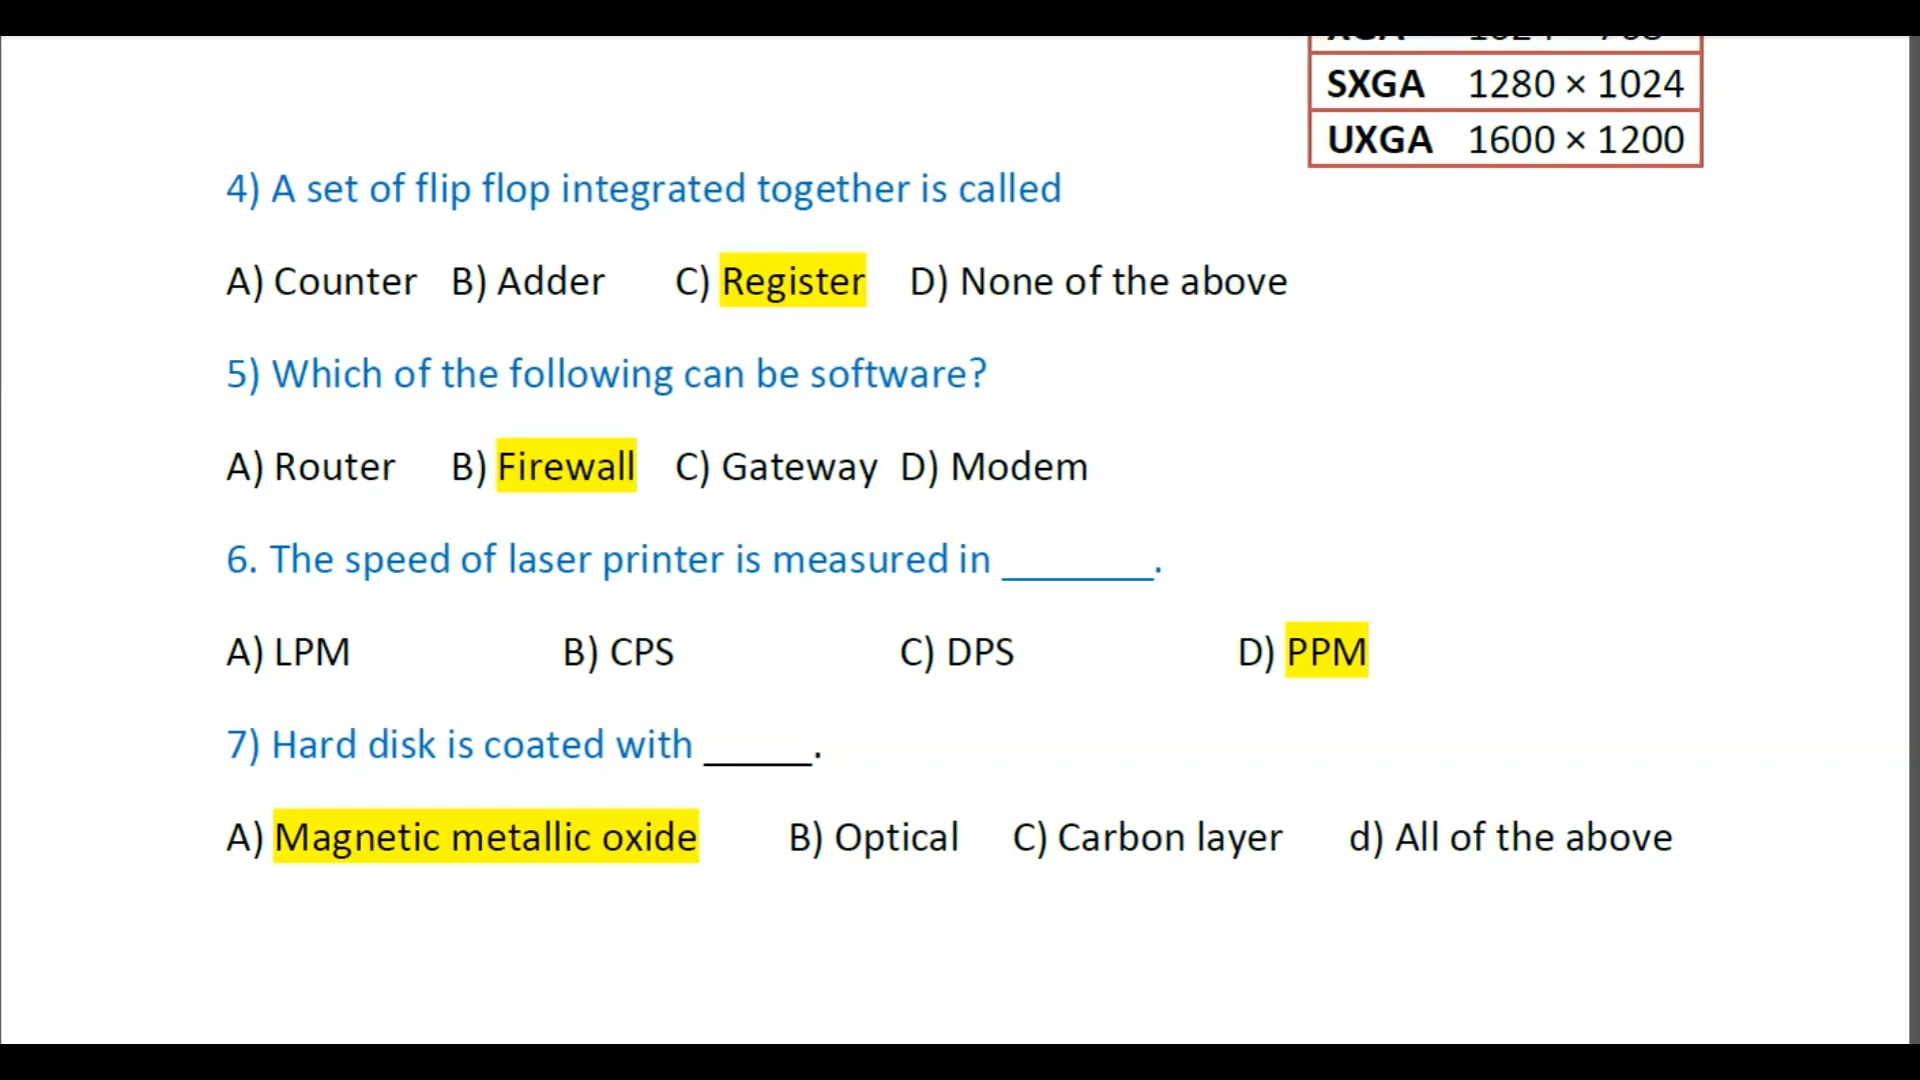 SXGA 1280 × 1024
UXGA 1600 × 1200
4) A set of flip flop integrated together is called
A) Counter B) Adder C) Register D) None of the above
5) Which of the following can be software?
A) Router B) Firewall C) Gateway D) Modem
6. The speed of laser printer is measured in _______.
A) LPM B) CPS C) DPS D) PPM
7) Hard disk is coated with _____.
A) Magnetic metallic oxide B) Optical C) Carbon layer d) All of the above